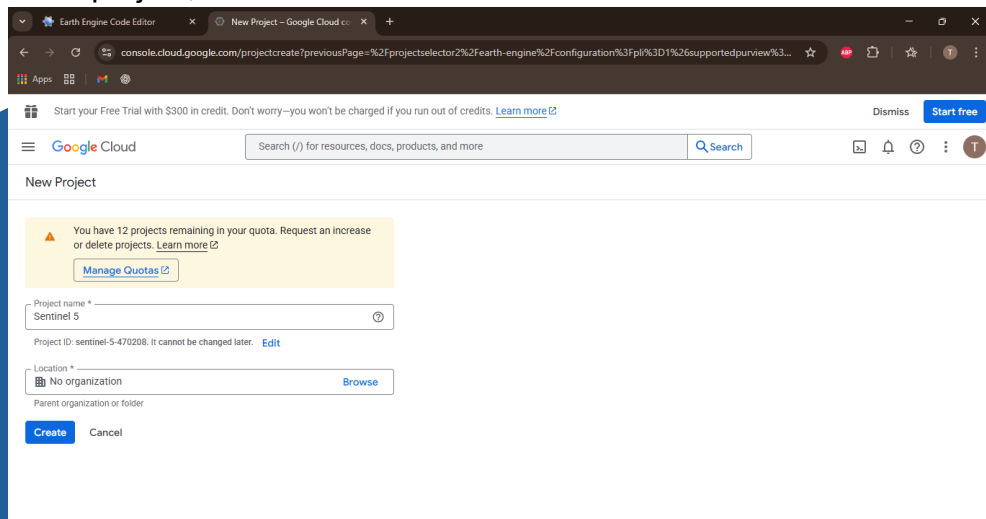 Earth Engine Code Editor
New Project – Google Cloud co
console.cloud.google.com/projectcreate?previousPage=%2Fprojectselector2%2Fearth-engine%2Fconfiguration%3Fpli%3D1%26supportedpurview%3...
ABP
T
Apps
Start your Free Trial with $300 in credit. Don't worry—you won't be charged if you run out of credits. Learn more
Dismiss
Start free
Google Cloud
Search (/) for resources, docs, products, and more
Search
T
New Project
You have 12 projects remaining in your quota. Request an increase
or delete projects. Learn more
Manage Quotas
Project name *
Sentinel 5
Project ID: sentinel-5-470208. It cannot be changed later. Edit
Location *
No organization
Browse
Parent organization or folder
Create
Cancel